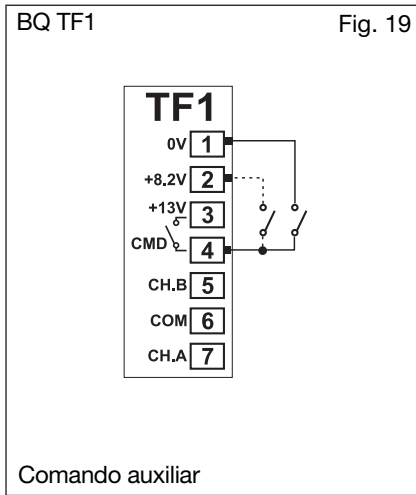 BQ TF1 Fig. 19
TF1
0V 1
+8.2V 2
+13V 3
CMD 4
CH.B 5
COM 6
CH.A 7
Comando auxiliar